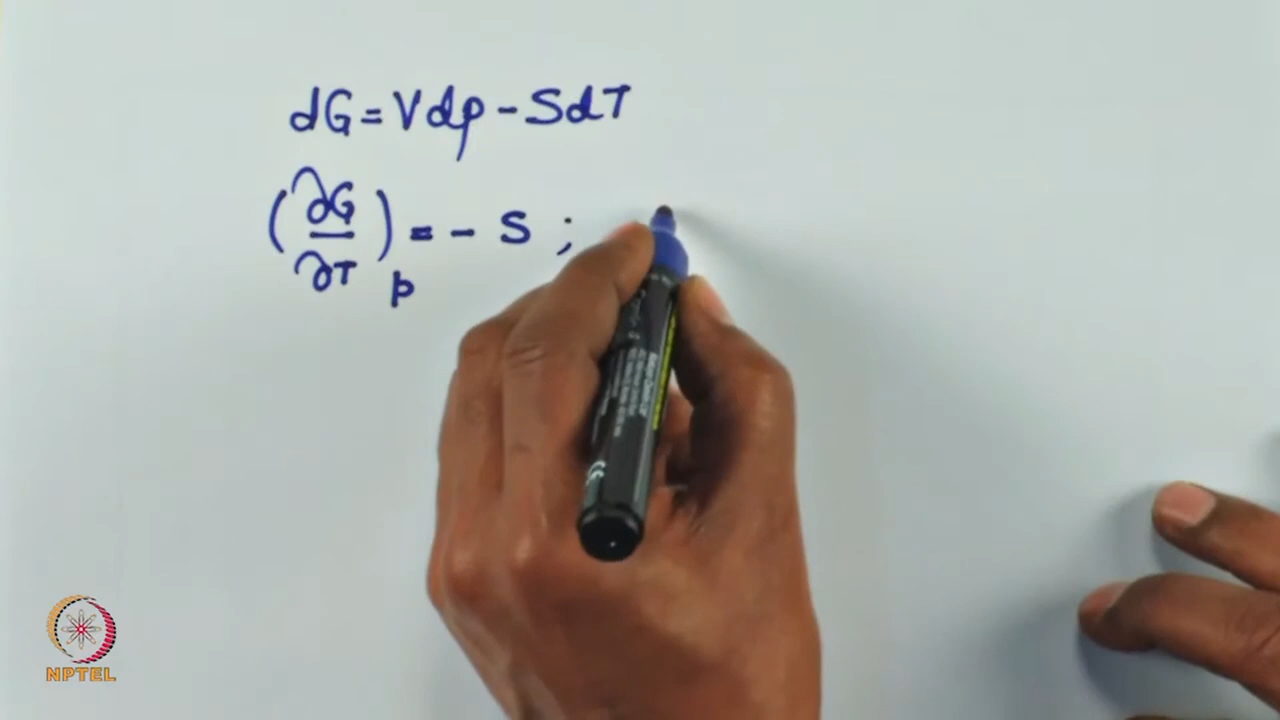 dG = Vdp - SdT
(∂G/∂T)p = - S ;
NPTEL